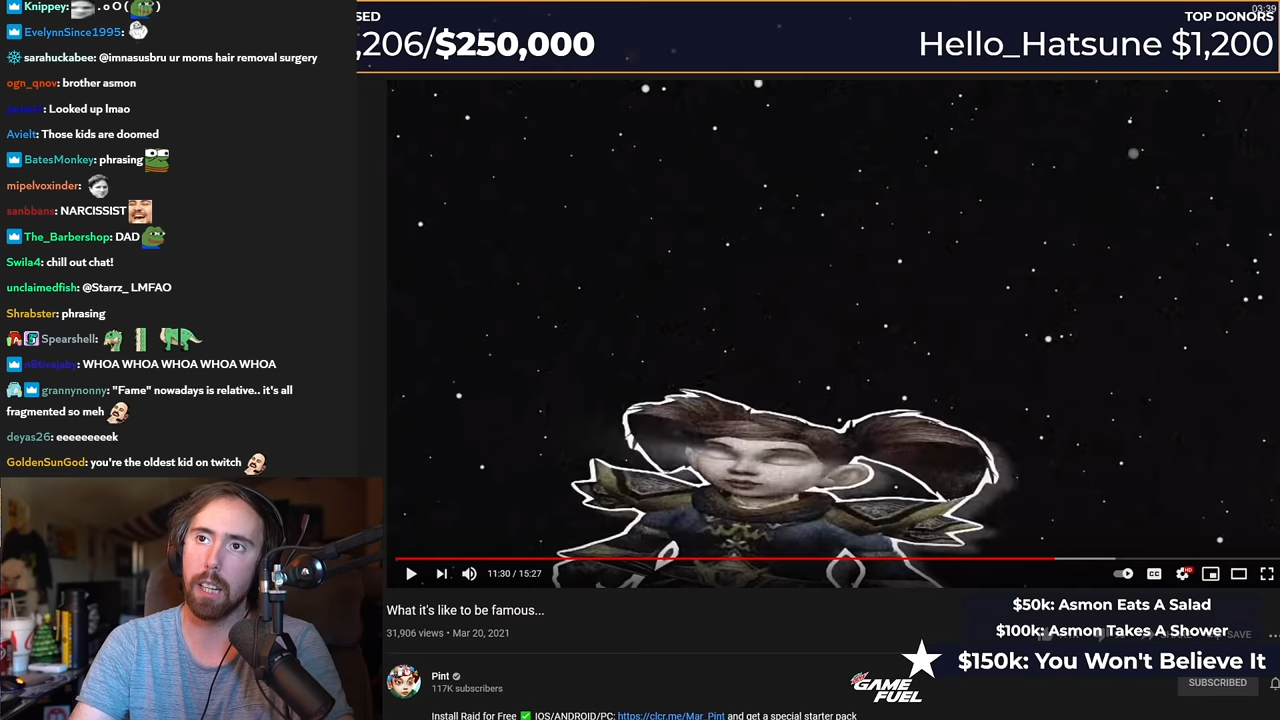 Knippey: . o O ( )
EvelynnSince1995:
sarahuckabee: @imnasusbru ur moms hair removal surgery
ogn_qnov: brother asmon
: Looked up lmao
Avielt: Those kids are doomed
BatesMonkey: phrasing
mipelvoxinder:
sanbbans: NARCISSIST
The_Barbershop: DAD
Swila4: chill out chat!
unclaimedfish: @Starrz_ LMFAO
Shrabster: phrasing
Spearshell:
: WHOA WHOA WHOA WHOA WHOA
grannynonny: "Fame" nowadays is relative.. it's all
fragmented so meh
deyas26: eeeeeeeeek
GoldenSunGod: you're the oldest kid on twitch
SED
,206/$250,000
03:39
TOP DONORS
Hello_Hatsune $1,200
11:30 / 15:27
CC
HD
What it's like to be famous...
31,906 views • Mar 20, 2021
SAVE
$50k: Asmon Eats A Salad
$100k: Asmon Takes A Shower
$150k: You Won't Believe It
GAME
FUEL
Pint
117K subscribers
SUBSCRIBED
Install Raid for Free ✅ IOS/ANDROID/PC: https://clcr.me/Mar_Pint and get a special starter pack